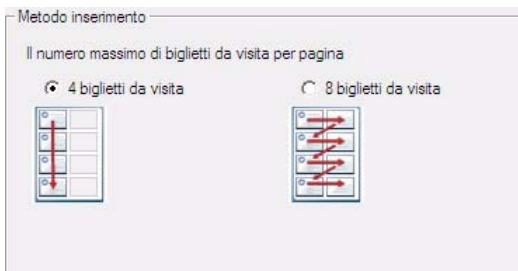 Metodo inserimento
Il numero massimo di biglietti da visita per pagina
4 biglietti da visita
8 biglietti da visita